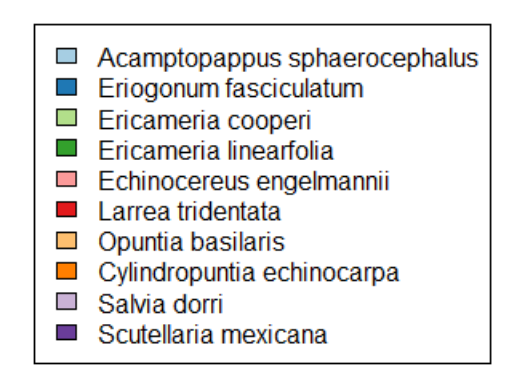 Acamptopappus sphaerocephalus
Eriogonum fasciculatum
Ericameria cooperi
Ericameria linearfolia
Echinocereus engelmannii
Larrea tridentata
Opuntia basilaris
Cylindropuntia echinocarpa
Salvia dorri
Scutellaria mexicana